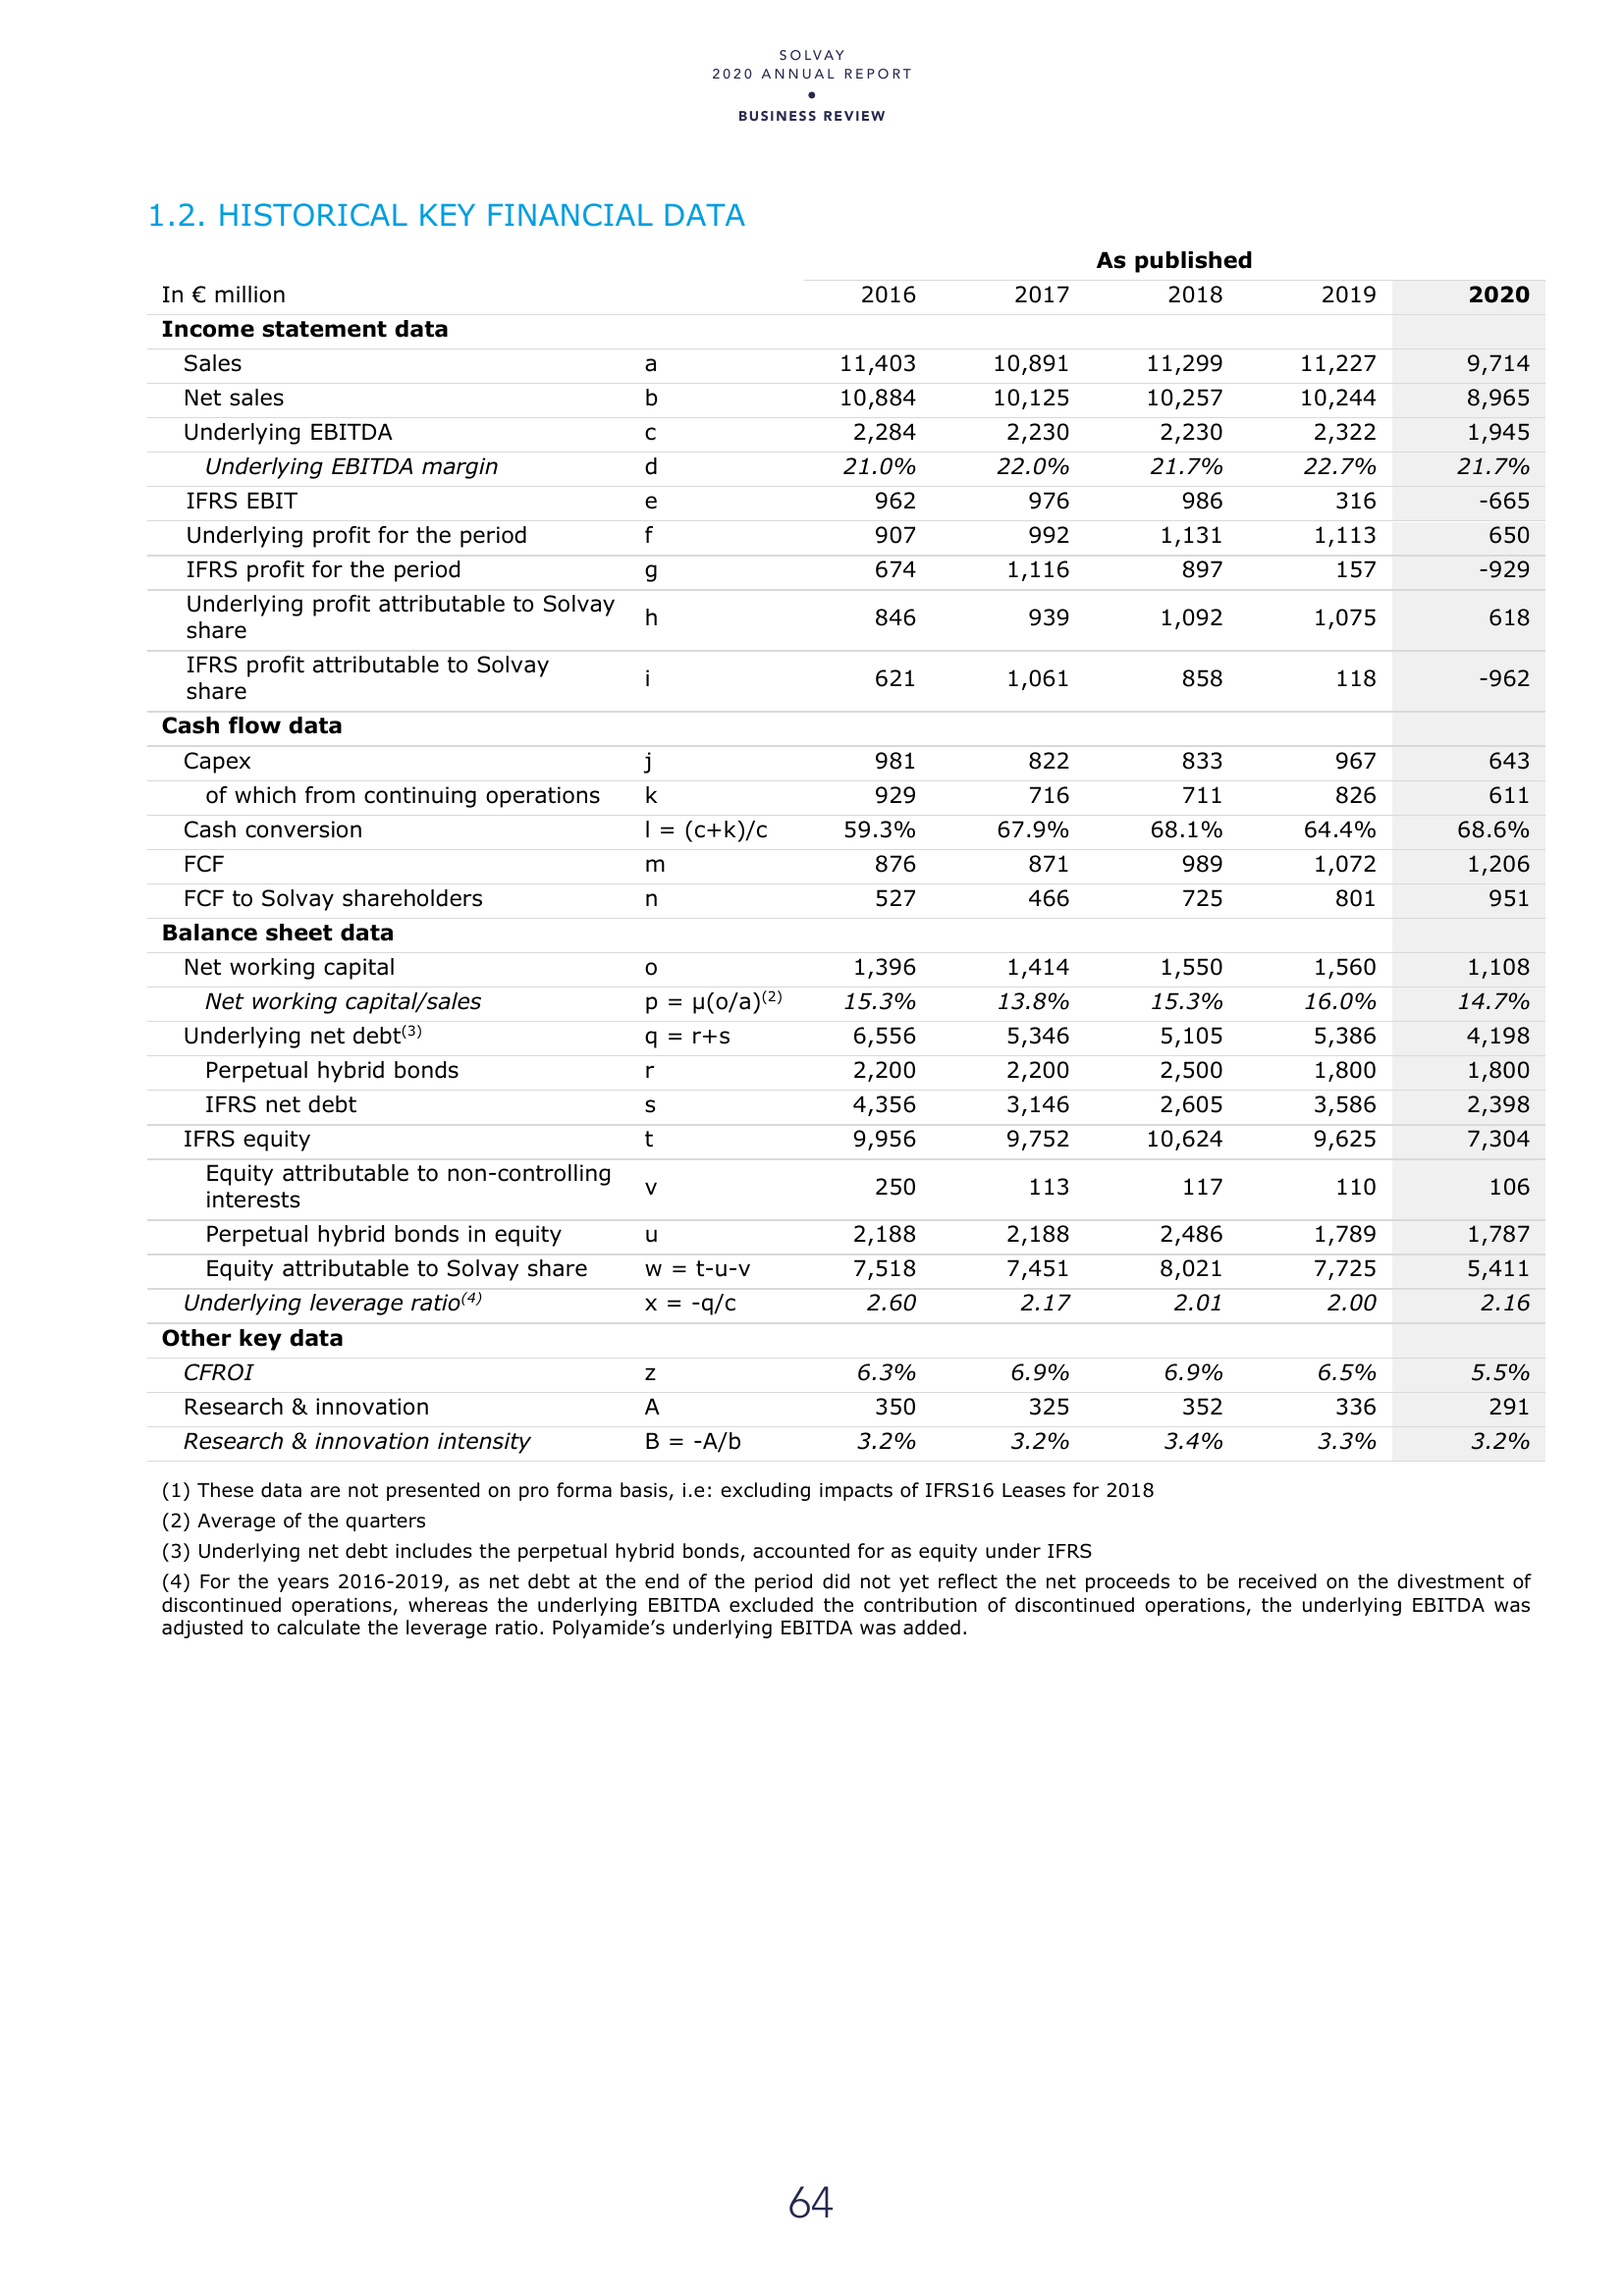 SOLVAY
2020 ANNUAL REPORT
•
BUSINESS REVIEW
1.2. HISTORICAL KEY FINANCIAL DATA
As published
In € million 2016 2017 2018 2019 2020
Income statement data
Sales a 11,403 10,891 11,299 11,227 9,714
Net sales b 10,884 10,125 10,257 10,244 8,965
Underlying EBITDA c 2,284 2,230 2,230 2,322 1,945
Underlying EBITDA margin d 21.0% 22.0% 21.7% 22.7% 21.7%
IFRS EBIT e 962 976 986 316 -665
Underlying profit for the period f 907 992 1,131 1,113 650
IFRS profit for the period g 674 1,116 897 157 -929
Underlying profit attributable to Solvay
share h 846 939 1,092 1,075 618
IFRS profit attributable to Solvay
share i 621 1,061 858 118 -962
Cash flow data
Capex j 981 822 833 967 643
of which from continuing operations k 929 716 711 826 611
Cash conversion l = (c+k)/c 59.3% 67.9% 68.1% 64.4% 68.6%
FCF m 876 871 989 1,072 1,206
FCF to Solvay shareholders n 527 466 725 801 951
Balance sheet data
Net working capital o 1,396 1,414 1,550 1,560 1,108
Net working capital/sales p = µ(o/a)(2) 15.3% 13.8% 15.3% 16.0% 14.7%
Underlying net debt(3) q = r+s 6,556 5,346 5,105 5,386 4,198
Perpetual hybrid bonds r 2,200 2,200 2,500 1,800 1,800
IFRS net debt s 4,356 3,146 2,605 3,586 2,398
IFRS equity t 9,956 9,752 10,624 9,625 7,304
Equity attributable to non-controlling
interests v 250 113 117 110 106
Perpetual hybrid bonds in equity u 2,188 2,188 2,486 1,789 1,787
Equity attributable to Solvay share w = t-u-v 7,518 7,451 8,021 7,725 5,411
Underlying leverage ratio(4) x = -q/c 2.60 2.17 2.01 2.00 2.16
Other key data
CFROI z 6.3% 6.9% 6.9% 6.5% 5.5%
Research & innovation A 350 325 352 336 291
Research & innovation intensity B = -A/b 3.2% 3.2% 3.4% 3.3% 3.2%
(1) These data are not presented on pro forma basis, i.e: excluding impacts of IFRS16 Leases for 2018
(2) Average of the quarters
(3) Underlying net debt includes the perpetual hybrid bonds, accounted for as equity under IFRS
(4) For the years 2016-2019, as net debt at the end of the period did not yet reflect the net proceeds to be received on the divestment of
discontinued operations, whereas the underlying EBITDA excluded the contribution of discontinued operations, the underlying EBITDA was
adjusted to calculate the leverage ratio. Polyamide’s underlying EBITDA was added.
64